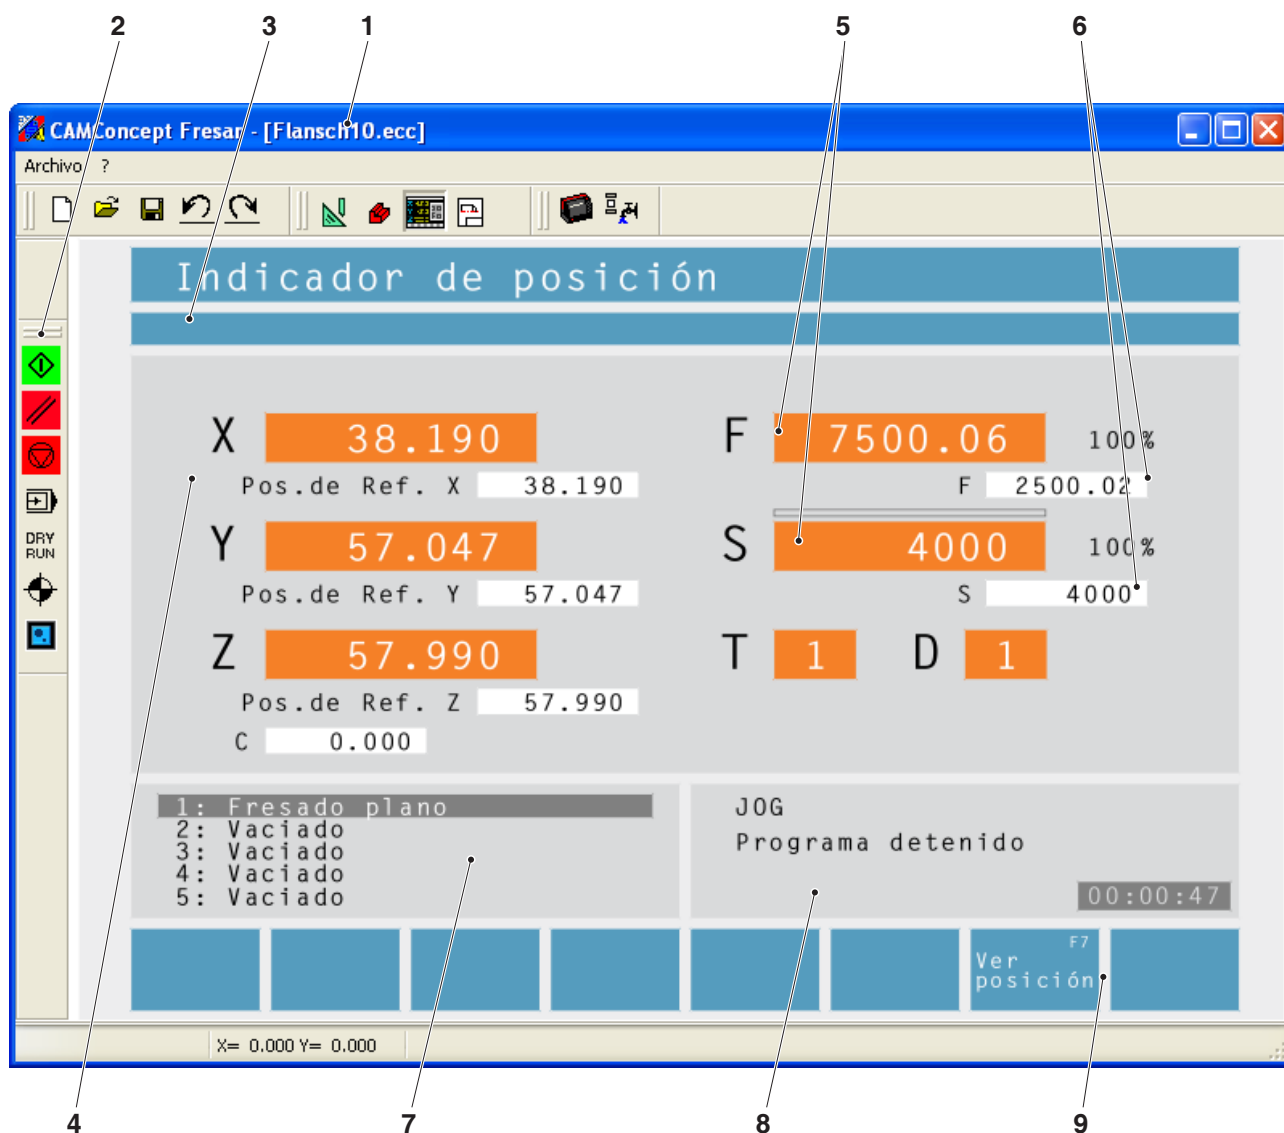 2 3 1 5 6
CAMConcept Fresar - [Flansch10.ecc]
Archivo ?
Indicador de posición
X 38.190 F 7500.06 100%
Pos.de Ref. X 38.190 F 2500.02
DRY
RUN
Y 57.047 S 4000 100%
Pos.de Ref. Y 57.047 S 4000
Z 57.990 T 1 D 1
Pos.de Ref. Z 57.990
C 0.000
1: Fresado plano
2: Vaciado
3: Vaciado
4: Vaciado
5: Vaciado
JOG
Programa detenido
00:00:47
F7
Ver
posición
X= 0.000 Y= 0.000
4 7 8 9